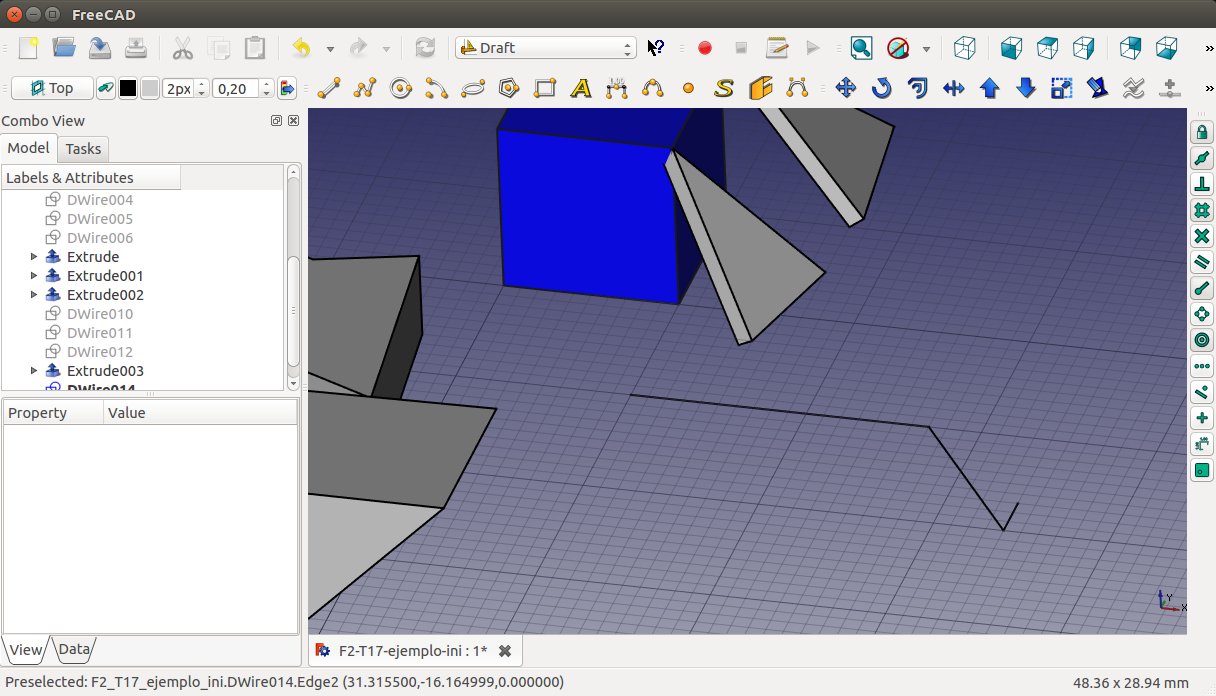 FreeCAD
Draft
Top
2px
0,20
Combo View
Model
Tasks
Labels & Attributes
DWire004
DWire005
DWire006
Extrude
Extrude001
Extrude002
DWire010
DWire011
DWire012
Extrude003
DWire014
Property
Value
View
Data
Y
X
F2-T17-ejemplo-ini : 1*
Preselected: F2_T17_ejemplo_ini.DWire014.Edge2 (31.315500,-16.164999,0.000000)
48.36 x 28.94 mm